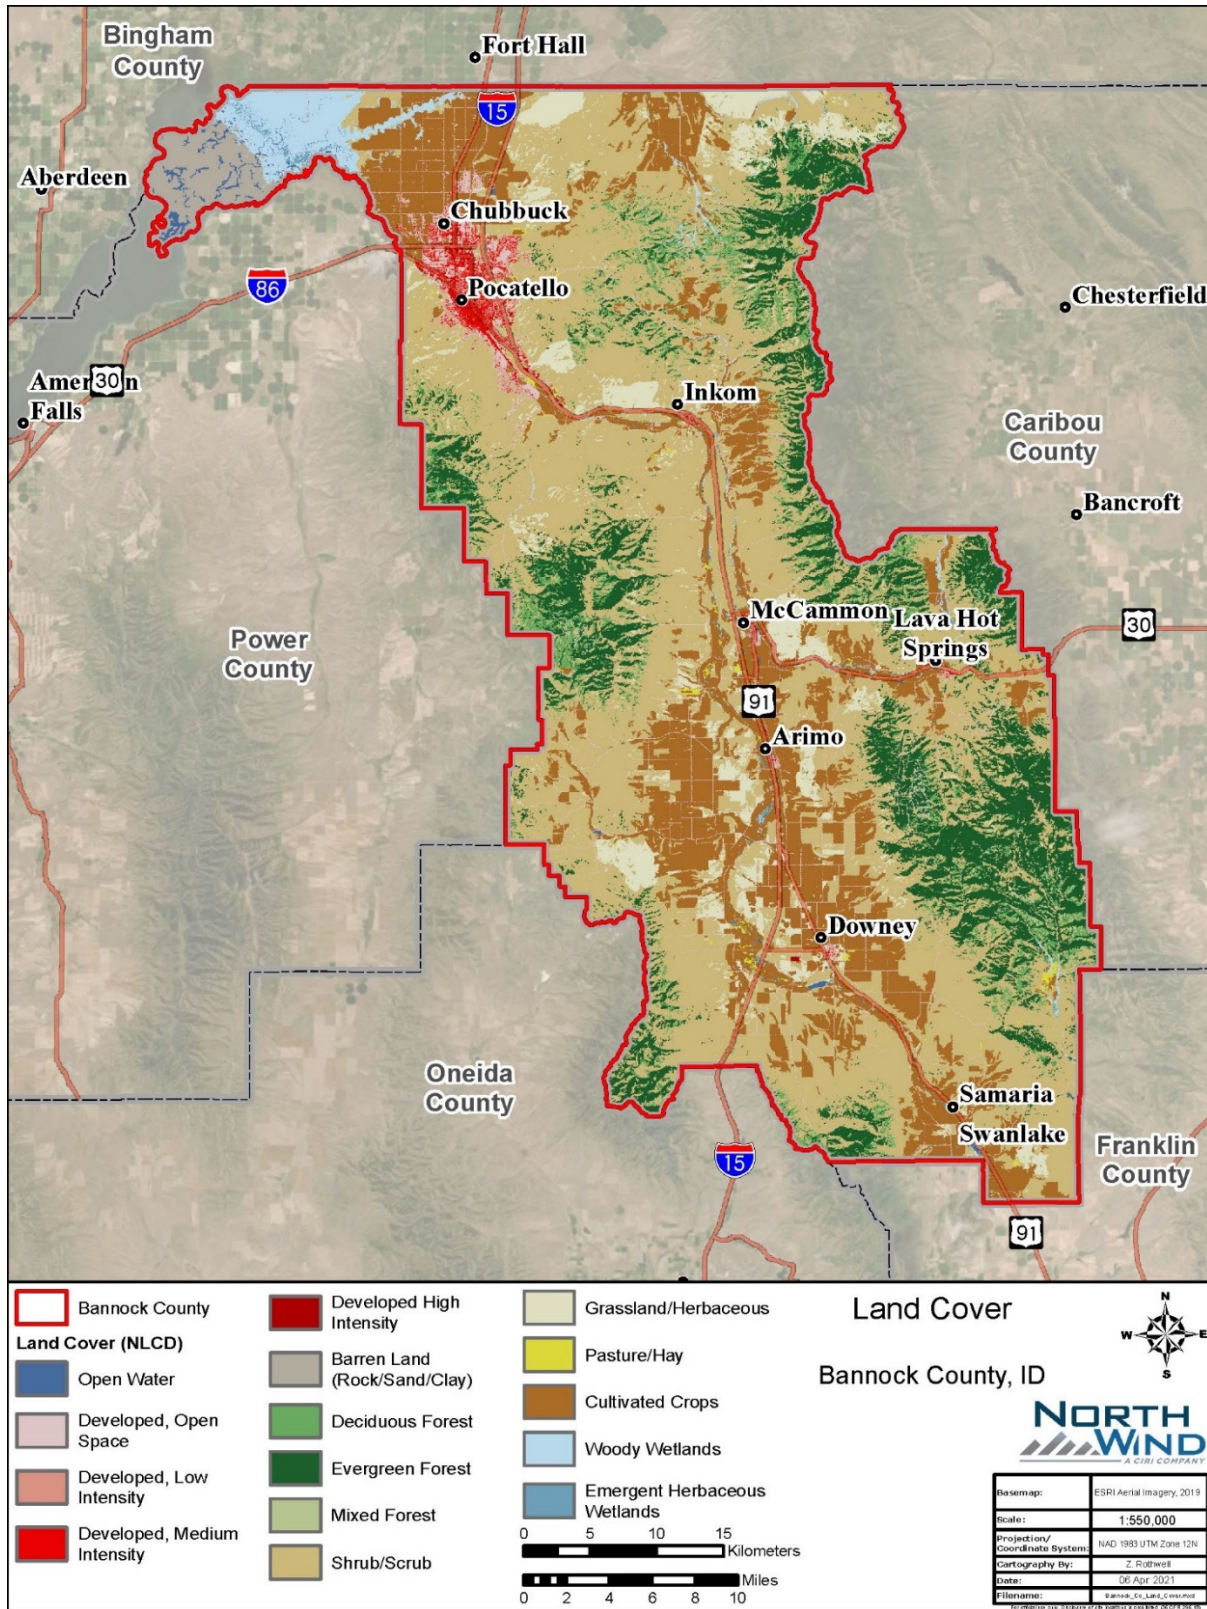 Bingham
County
Fort Hall
15
Aberdeen
Chubbuck
86
Pocatello
Chesterfield
30
Falls
Inkom
Caribou
County
Bancroft
McCammon
Lava Hot
Springs
30
Power
County
91
Arimo
Downey
Oneida
County
Samaria
Swanlake
Franklin
County
15
91
Bannock County
Land Cover (NLCD)
Open Water
Developed, Open
Space
Developed, Low
Intensity
Developed, Medium
Intensity
Developed High
Intensity
Barren Land
(Rock/Sand/Clay)
Deciduous Forest
Evergreen Forest
Mixed Forest
Shrub/Scrub
Grassland/Herbaceous
Pasture/Hay
Cultivated Crops
Woody Wetlands
Emergent Herbaceous
Wetlands
0 5 10 15
Kilometers
Miles
0 2 4 6 8 10
Land Cover
Bannock County, ID
N
W E
S
NORTH
WIND
A CIRI COMPANY
Basemap: ESRI Aerial Imagery, 2019
Scale: 1:550,000
Projection/
Coordinate System: NAD 1983 UTM Zone 12N
Cartography By: Z. Rothwell
Date: 06 Apr 2021
Filename: Bannock_Co_Land_Cover.mxd